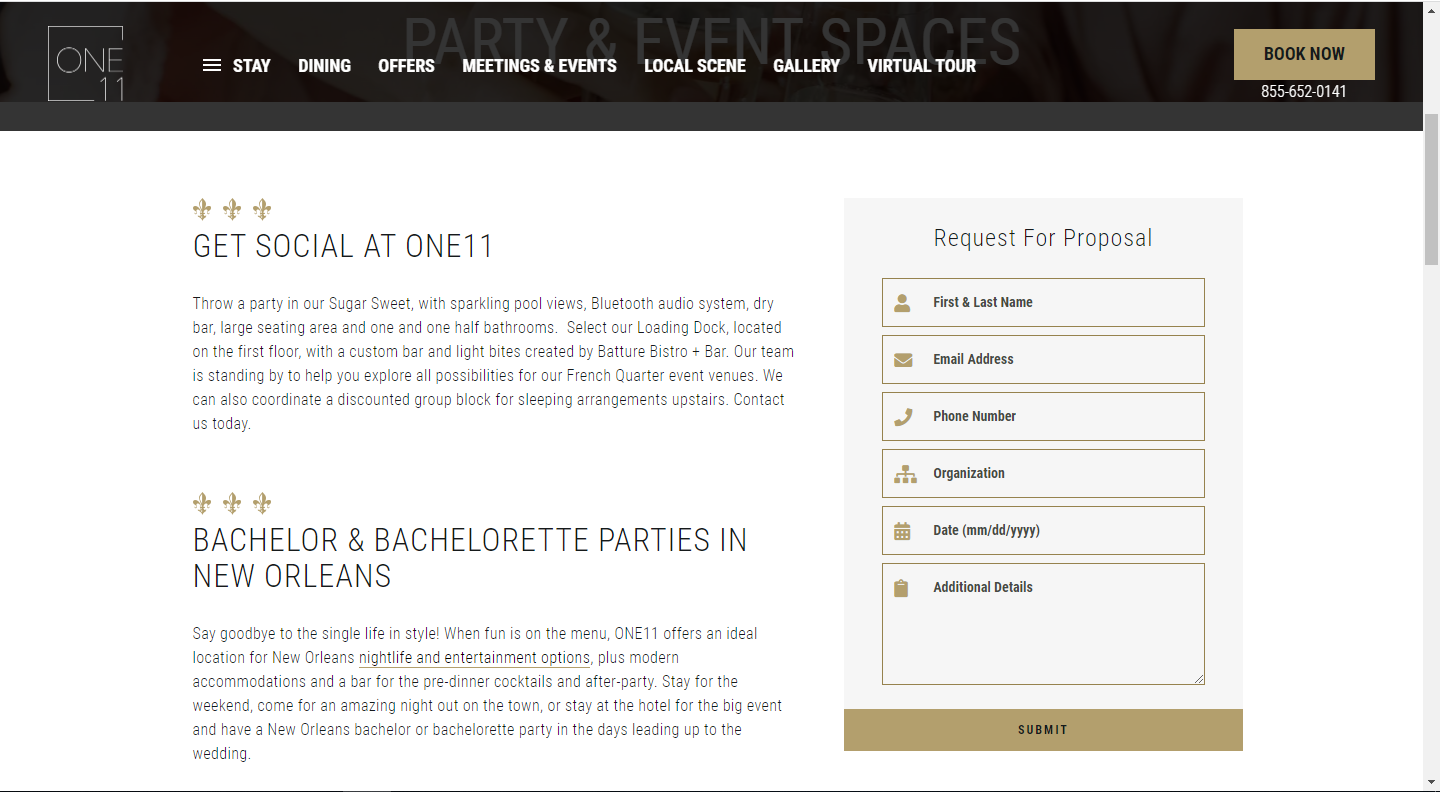 PARTY & EVENT SPACES
ONE
11
STAY DINING OFFERS MEETINGS & EVENTS LOCAL SCENE GALLERY VIRTUAL TOUR
BOOK NOW
855-652-0141
GET SOCIAL AT ONE11
Throw a party in our Sugar Sweet, with sparkling pool views, Bluetooth audio system, dry
bar, large seating area and one and one half bathrooms. Select our Loading Dock, located
on the first floor, with a custom bar and light bites created by Batture Bistro + Bar. Our team
is standing by to help you explore all possibilities for our French Quarter event venues. We
can also coordinate a discounted group block for sleeping arrangements upstairs. Contact
us today.
BACHELOR & BACHELORETTE PARTIES IN
NEW ORLEANS
Say goodbye to the single life in style! When fun is on the menu, ONE11 offers an ideal
location for New Orleans nightlife and entertainment options, plus modern
accommodations and a bar for the pre-dinner cocktails and after-party. Stay for the
weekend, come for an amazing night out on the town, or stay at the hotel for the big event
and have a New Orleans bachelor or bachelorette party in the days leading up to the
wedding.
Request For Proposal
First & Last Name
Email Address
Phone Number
Organization
Date (mm/dd/yyyy)
Additional Details
SUBMIT